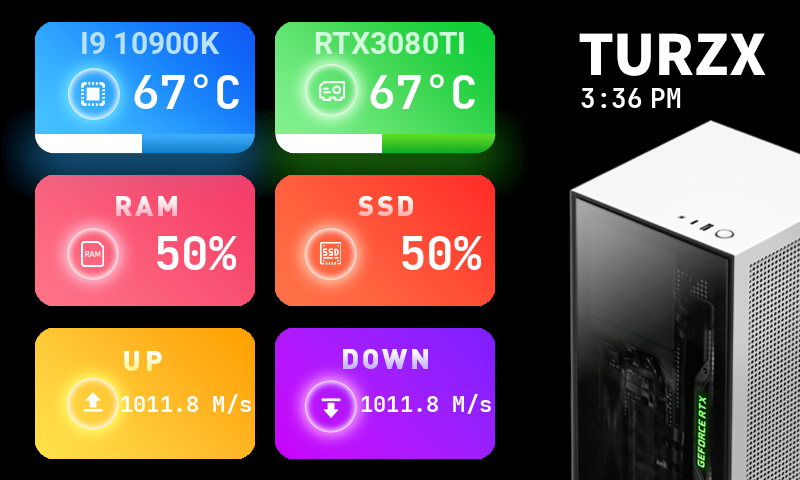 I9 10900K
67°C
RTX3080TI
67°C
TURZX
3:36 PM
RAM
RAM
50%
SSD
SSD
50%
UP
1011.8 M/s
DOWN
1011.8 M/s
GEFORCE RTX